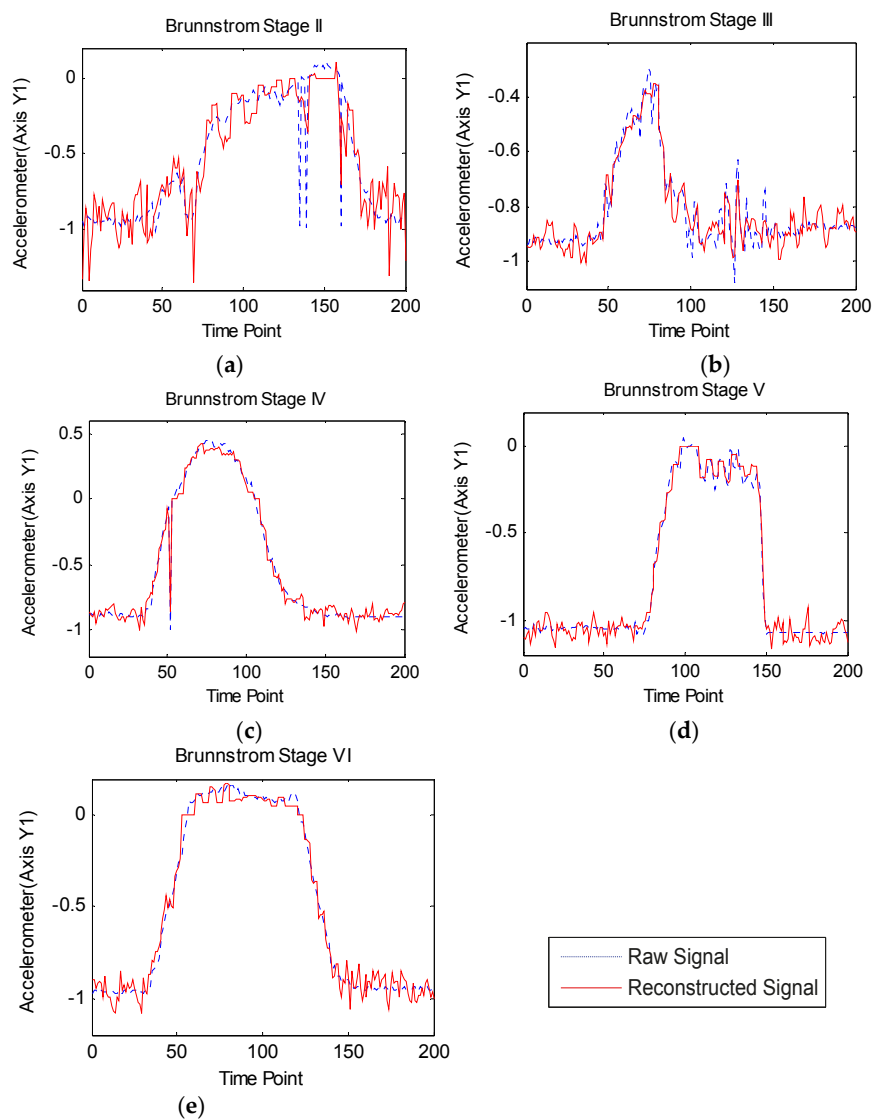 Brunnstrom Stage II
Accelerometer(Axis Y1)
0
-0.5
-1
0 50 100 150 200
Time Point
(a)
Brunnstrom Stage III
Accelerometer(Axis Y1)
-0.4
-0.6
-0.8
-1
0 50 100 150 200
Time Point
(b)
Brunnstrom Stage IV
Accelerometer(Axis Y1)
0.5
0
-0.5
-1
0 50 100 150 200
Time Point
(c)
Brunnstrom Stage V
Accelerometer(Axis Y1)
0
-0.5
-1
0 50 100 150 200
Time Point
(d)
Brunnstrom Stage VI
Accelerometer(Axis Y1)
0
-0.5
-1
0 50 100 150 200
Time Point
(e)
Raw Signal
Reconstructed Signal